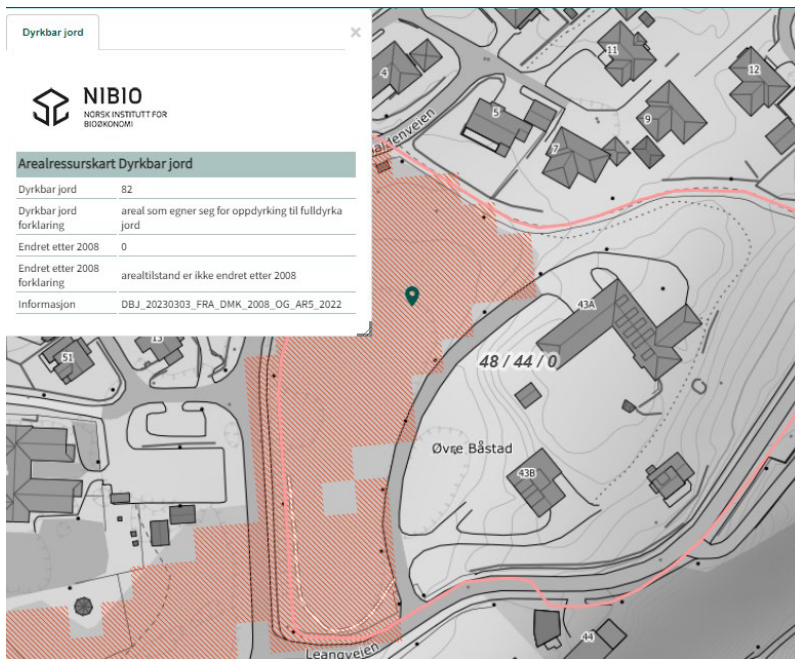 Dyrkbar jord
×
NIBIO
NORSK INSTITUTT FOR
BIOØKONOMI
Arealressurskart Dyrkbar jord
Dyrkbar jord 82
Dyrkbar jord forklaring areal som egner seg for oppdyrking til fulldyrka jord
Endret etter 2008 0
Endret etter 2008 forklaring arealtilstand er ikke endret etter 2008
Informasjon DBJ_20230303_FRA_DMK_2008_OG_AR5_2022
4
11
12
5
9
7
43A
51
48 / 44 / 0
Øvre Båstad
43B
44
Leangveien